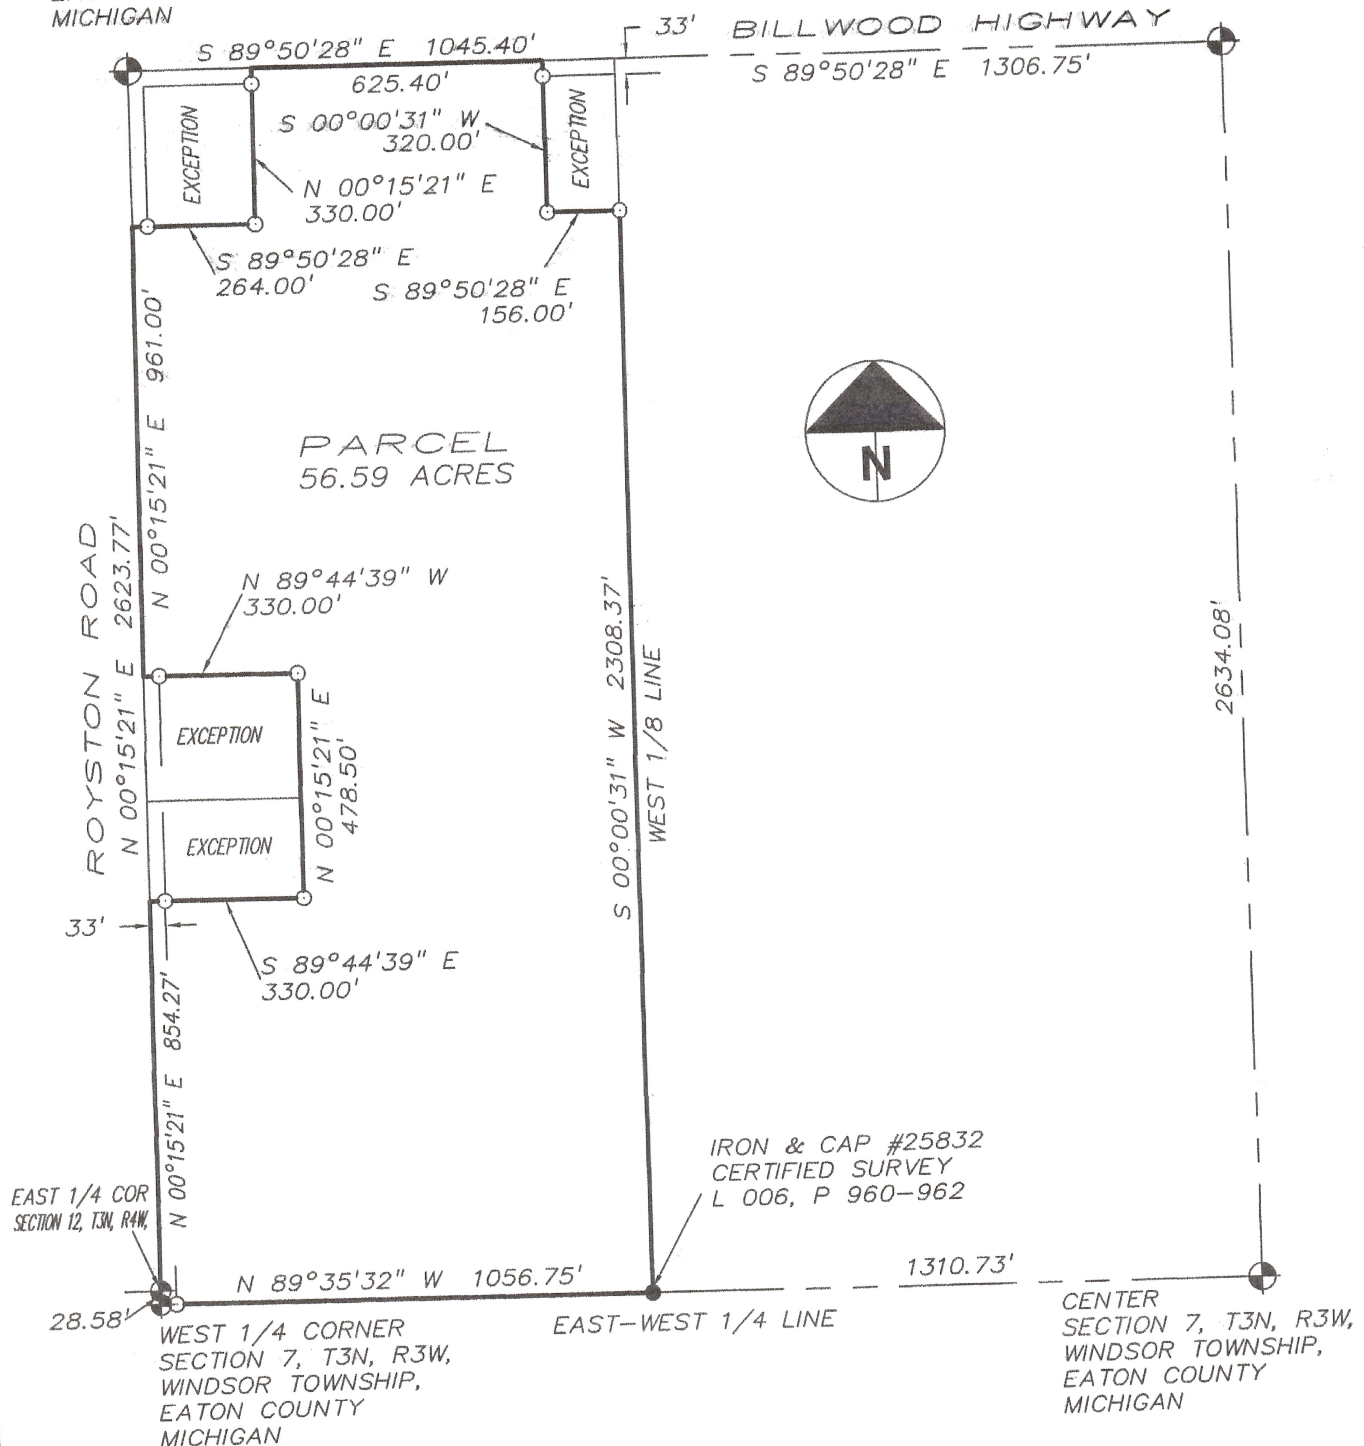 MICHIGAN
33'
BILLWOOD HIGHWAY
S 89°50'28" E 1045.40'
S 89°50'28" E 1306.75'
625.40'
S 00°00'31" W
320.00'
EXCEPTION
EXCEPTION
N 00°15'21" E
330.00'
S 89°50'28" E
264.00'
S 89°50'28" E
156.00'
N 00°15'21" E 961.00'
PARCEL
56.59 ACRES
N
ROYSTON ROAD
N 00°15'21" E 2623.77'
N 89°44'39" W
330.00'
S 00°00'31" W 2308.37'
WEST 1/8 LINE
2634.08'
EXCEPTION
N 00°15'21" E
478.50'
EXCEPTION
33'
S 89°44'39" E
330.00'
N 00°15'21" E 854.27'
IRON & CAP #25832
CERTIFIED SURVEY
L 006, P 960-962
EAST 1/4 COR
SECTION 12, T3N, R4W,
N 89°35'32" W 1056.75'
1310.73'
28.58'
EAST-WEST 1/4 LINE
WEST 1/4 CORNER
SECTION 7, T3N, R3W,
WINDSOR TOWNSHIP,
EATON COUNTY
MICHIGAN
CENTER
SECTION 7, T3N, R3W,
WINDSOR TOWNSHIP,
EATON COUNTY
MICHIGAN